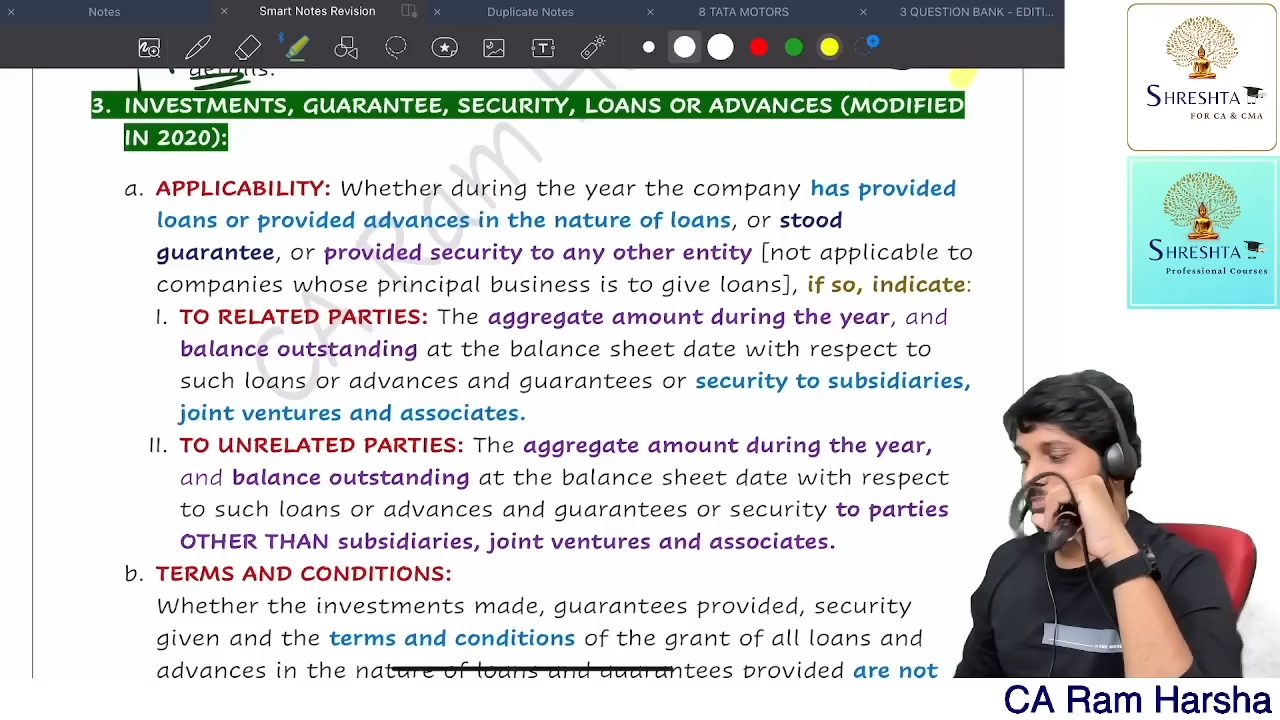 Notes
Smart Notes Revision
Duplicate Notes
8 TATA MOTORS
3 QUESTION BANK - EDITI...
details.
3. INVESTMENTS, GUARANTEE, SECURITY, LOANS OR ADVANCES (MODIFIED
IN 2020):
a. APPLICABILITY: Whether during the year the company has provided
loans or provided advances in the nature of loans, or stood
guarantee, or provided security to any other entity [not applicable to
companies whose principal business is to give loans], if so, indicate:
I. TO RELATED PARTIES: The aggregate amount during the year, and
balance outstanding at the balance sheet date with respect to
such loans or advances and guarantees or security to subsidiaries,
joint ventures and associates.
II. TO UNRELATED PARTIES: The aggregate amount during the year,
and balance outstanding at the balance sheet date with respect
to such loans or advances and guarantees or security to parties
OTHER THAN subsidiaries, joint ventures and associates.
b. TERMS AND CONDITIONS:
Whether the investments made, guarantees provided, security
given and the terms and conditions of the grant of all loans and
advances in the nature of loans and guarantees provided are not
CA Ram H
SHRESHTA
FOR CA & CMA
SHRESHTA
Professional Courses
CA Ram Harsha